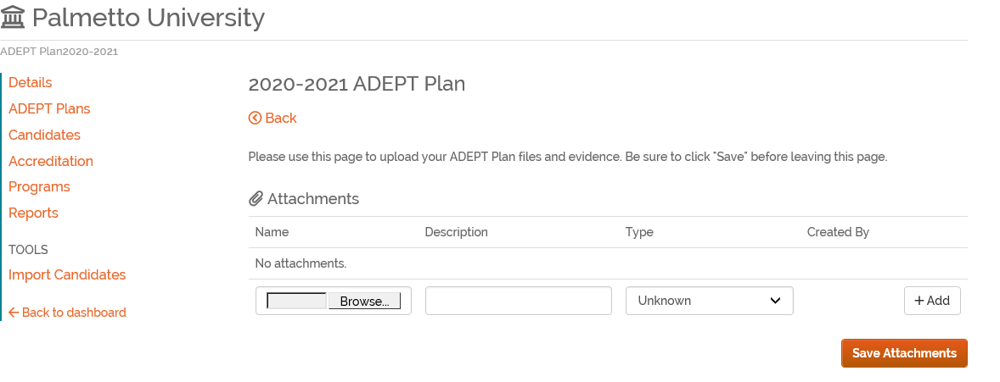 Palmetto University
ADEPT Plan2020-2021
Details
ADEPT Plans
Candidates
Accreditation
Programs
Reports
TOOLS
Import Candidates
Back to dashboard
2020-2021 ADEPT Plan
Back
Please use this page to upload your ADEPT Plan files and evidence. Be sure to click "Save" before leaving this page.
Attachments
Name Description Type Created By
No attachments.
Browse... Unknown + Add
Save Attachments